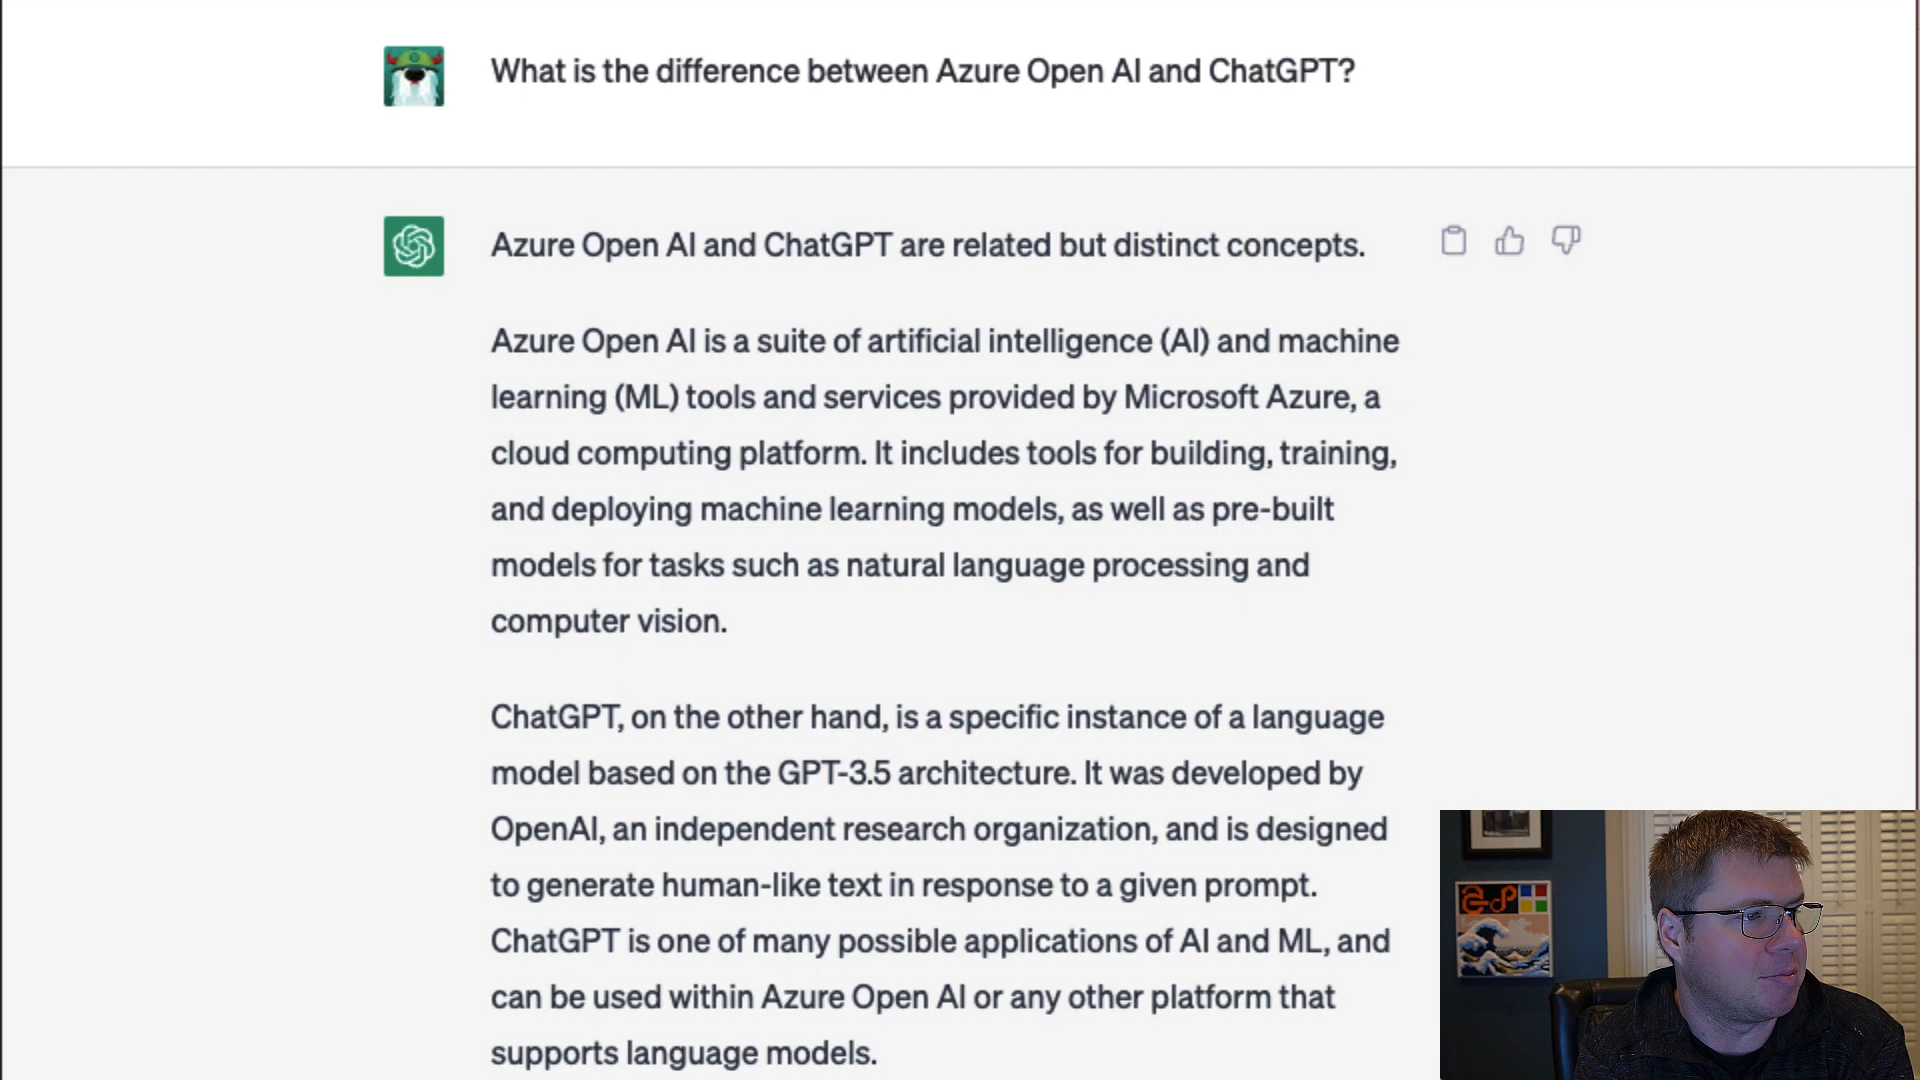 What is the difference between Azure Open AI and ChatGPT?
Azure Open AI and ChatGPT are related but distinct concepts.
Azure Open AI is a suite of artificial intelligence (AI) and machine
learning (ML) tools and services provided by Microsoft Azure, a
cloud computing platform. It includes tools for building, training,
and deploying machine learning models, as well as pre-built
models for tasks such as natural language processing and
computer vision.
ChatGPT, on the other hand, is a specific instance of a language
model based on the GPT-3.5 architecture. It was developed by
OpenAI, an independent research organization, and is designed
to generate human-like text in response to a given prompt.
ChatGPT is one of many possible applications of AI and ML, and
can be used within Azure Open AI or any other platform that
supports language models.